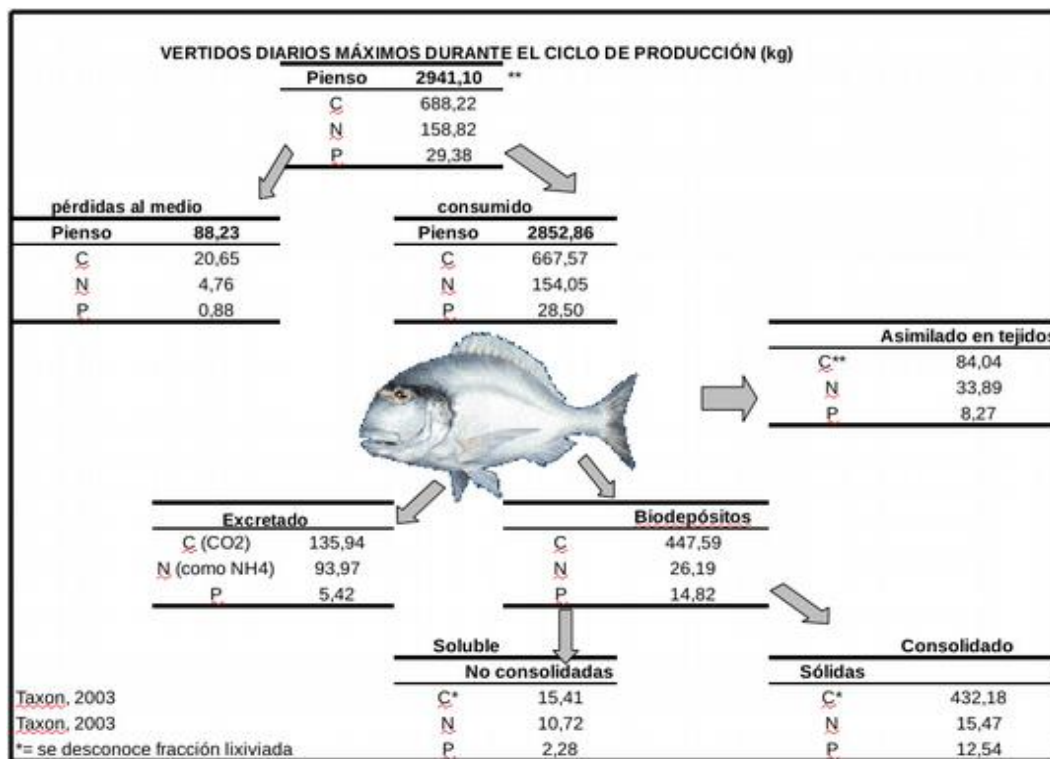 VERTIDOS DIARIOS MÁXIMOS DURANTE EL CICLO DE PRODUCCIÓN (kg)
Pienso 2941,10 **
C 688,22
N 158,82
P 29,38
pérdidas al medio
Pienso 88,23
C 20,65
N 4,76
P 0,88
consumido
Pienso 2852,86
C 667,57
N 154,05
P 28,50
Asimilado en tejidos
C** 84,04
N 33,89
P 8,27
Excretado
C (CO2) 135,94
N (como NH4) 93,97
P 5,42
Biodepósitos
C 447,59
N 26,19
P 14,82
Soluble
No consolidadas
C* 15,41
N 10,72
P 2,28
Consolidado
Sólidas
C* 432,18
N 15,47
P 12,54
Taxon, 2003
Taxon, 2003
*= se desconoce fracción lixiviada